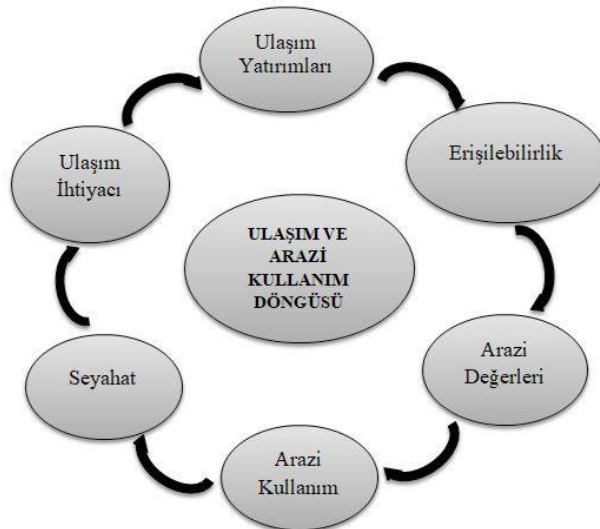 Ulaşım
Yatırımları
Erişilebilirlik
Arazi
Değerleri
Arazi
Kullanım
Seyahat
Ulaşım
İhtiyacı
ULAŞIM VE
ARAZİ
KULLANIM
DÖNGÜSÜ